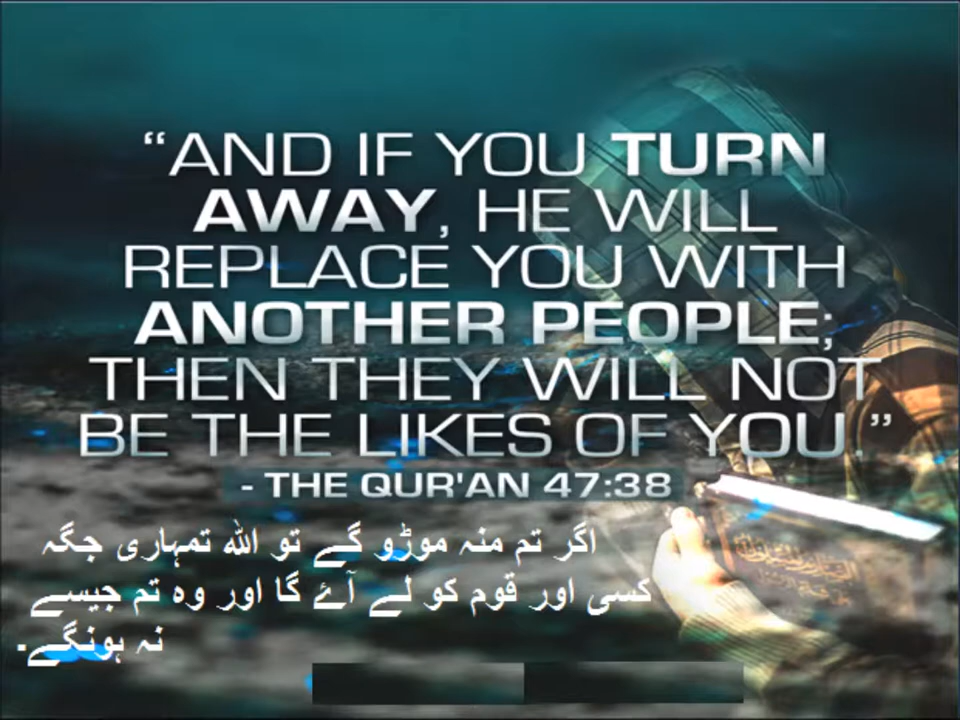 “AND IF YOU TURN
AWAY, HE WILL
REPLACE YOU WITH
ANOTHER PEOPLE;
THEN THEY WILL NOT
BE THE LIKES OF YOU.”
- THE QUR'AN 47:38
اگر تم منہ موڑو گے تو اللہ تمہاری جگہ
کسی اور قوم کو لے آۓ گا اور وہ تم جیسے
نہ ہونگے۔